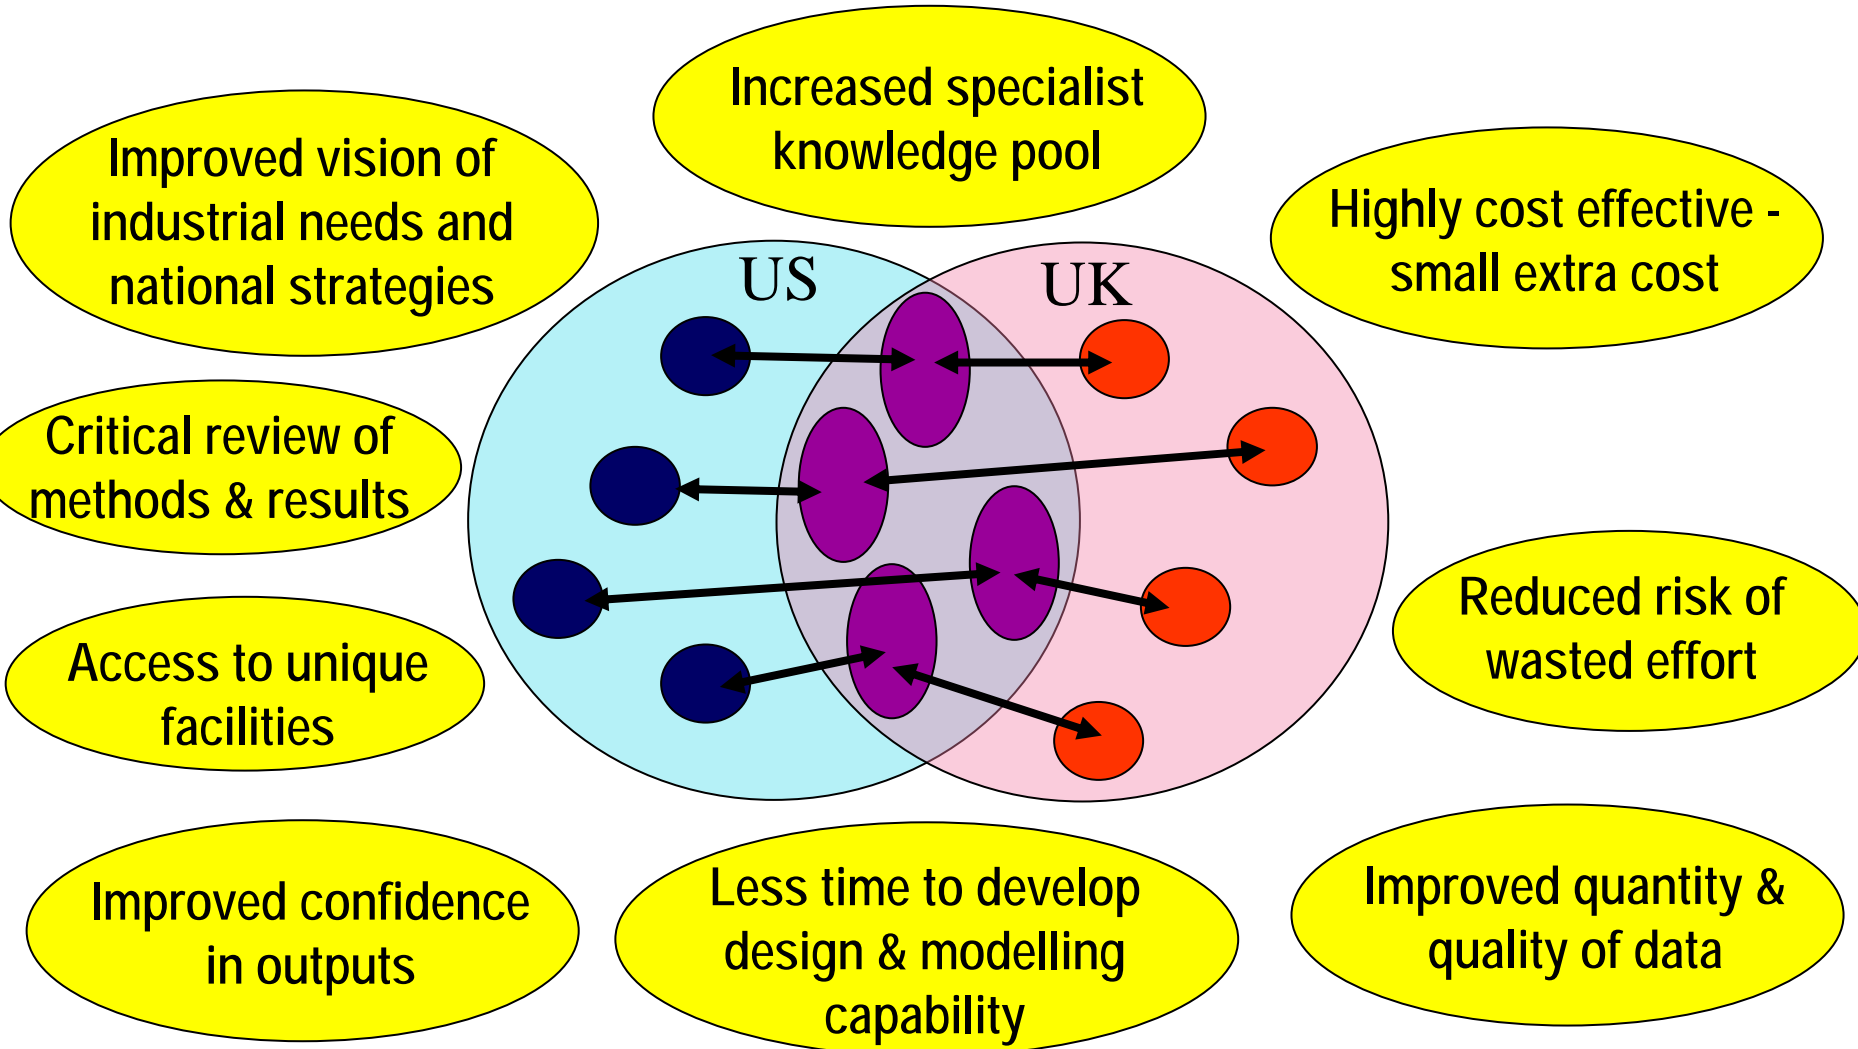 Increased specialist
knowledge pool
Improved vision of
industrial needs and
national strategies
Highly cost effective -
small extra cost
US
UK
Critical review of
methods & results
Reduced risk of
wasted effort
Access to unique
facilities
Improved confidence
in outputs
Less time to develop
design & modelling
capability
Improved quantity &
quality of data